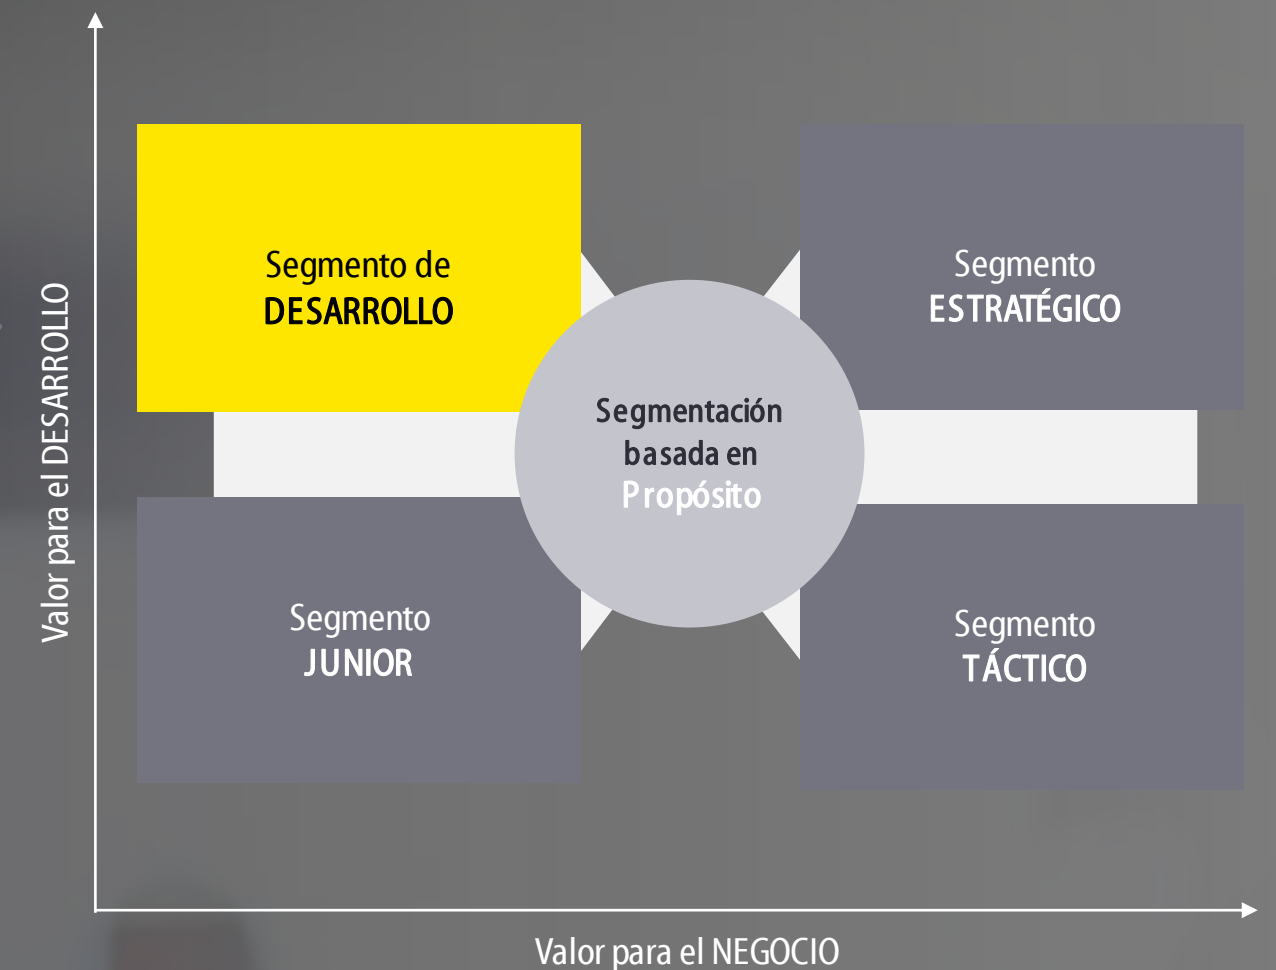 Valor para el DESARROLLO
Segmento de
DESARROLLO
Segmento
ESTRATÉGICO
Segmentación
basada en
Propósito
Segmento
JUNIOR
Segmento
TÁCTICO
Valor para el NEGOCIO